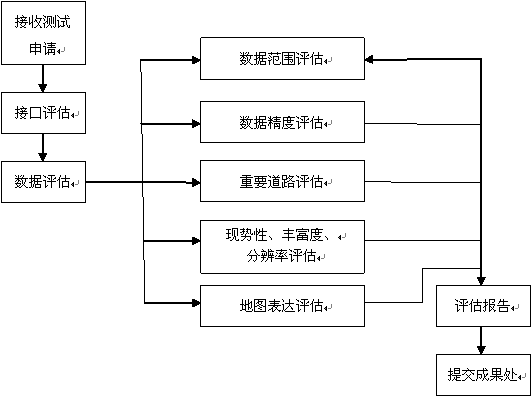 接收测试
申请
接口评估
数据评估
数据范围评估
数据精度评估
重要道路评估
现势性、丰富度、
分辨率评估
地图表达评估
评估报告
提交成果处